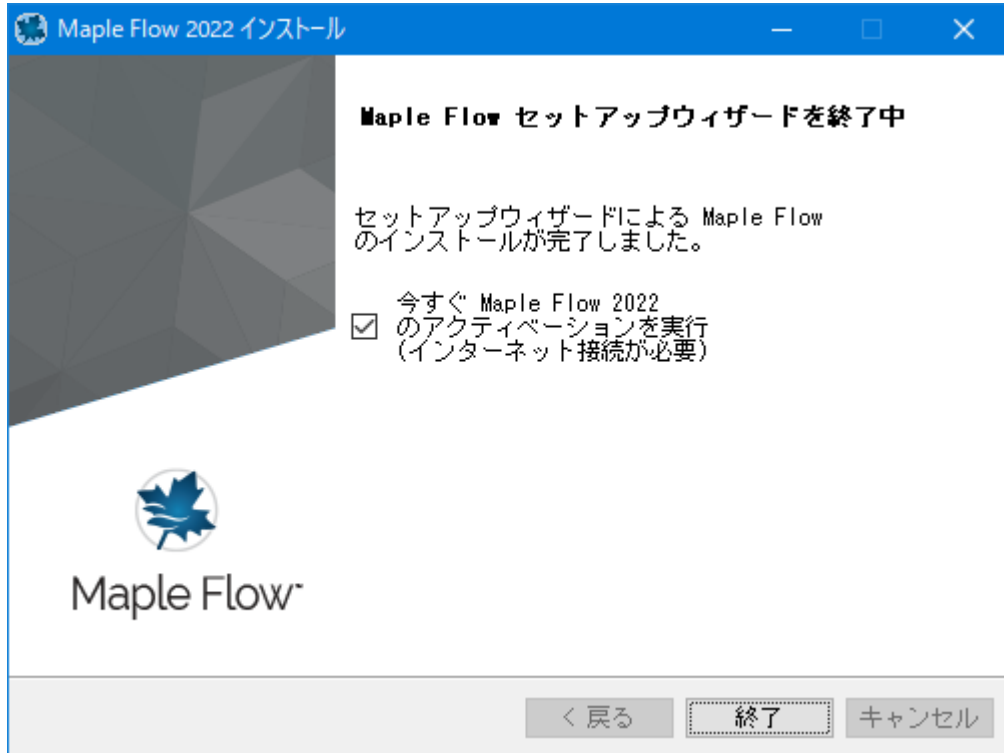 Maple Flow 2022 インストール
Maple Flow セットアップウィザードを終了中
セットアップウィザードによる Maple Flow
のインストールが完了しました。
今すぐ Maple Flow 2022
のアクティベーションを実行
(インターネット接続が必要)
Maple Flow™
< 戻る
終了
キャンセル